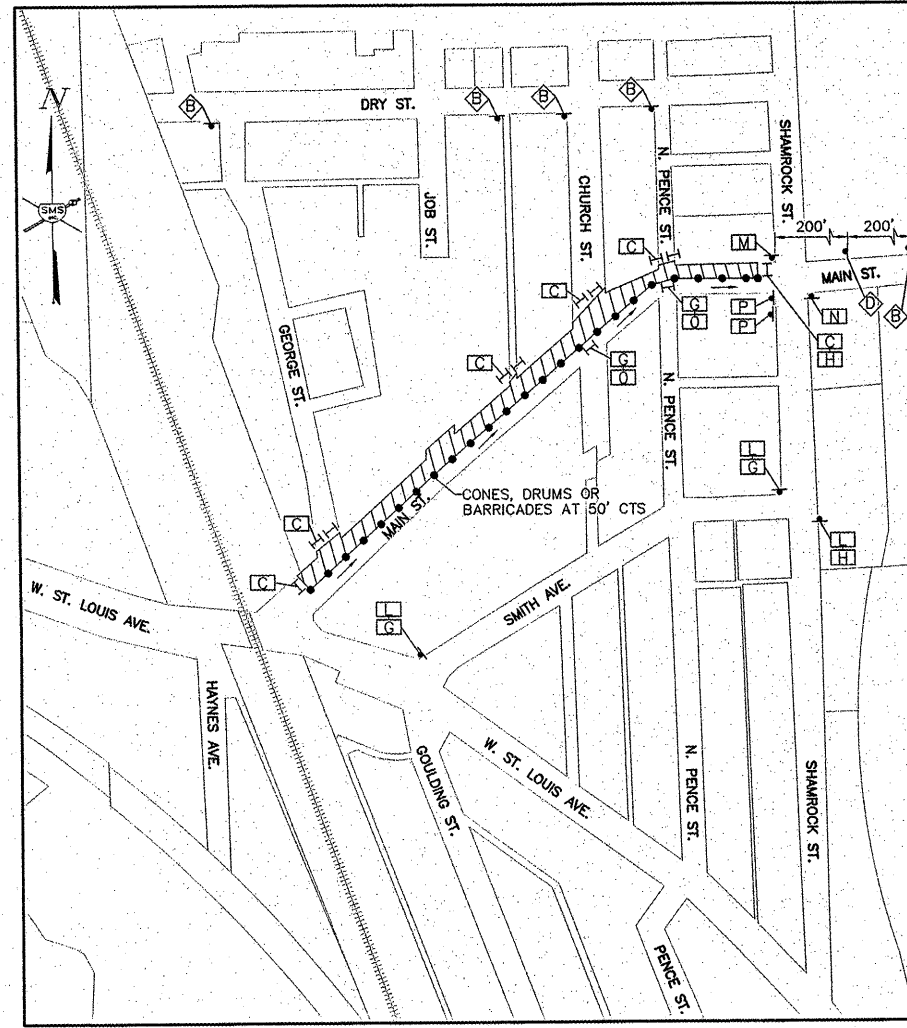 N
SMS
B
DRY ST.
B
B
B
JOB ST.
CHURCH ST.
N. PENCE ST.
SHAMROCK ST.
200'
200'
M
MAIN ST.
D
B
C
C
C
G
O
P
P
N
C
H
G
O
GEORGE ST.
N. PENCE ST.
L
G
CONES, DRUMS OR
BARRICADES AT 50' CTS
MAIN ST.
C
C
L
H
W. ST. LOUIS AVE.
L
G
SMITH AVE.
HAYNES AVE.
GOULDING ST.
W. ST. LOUIS AVE.
N. PENCE ST.
SHAMROCK ST.
PENCE ST.